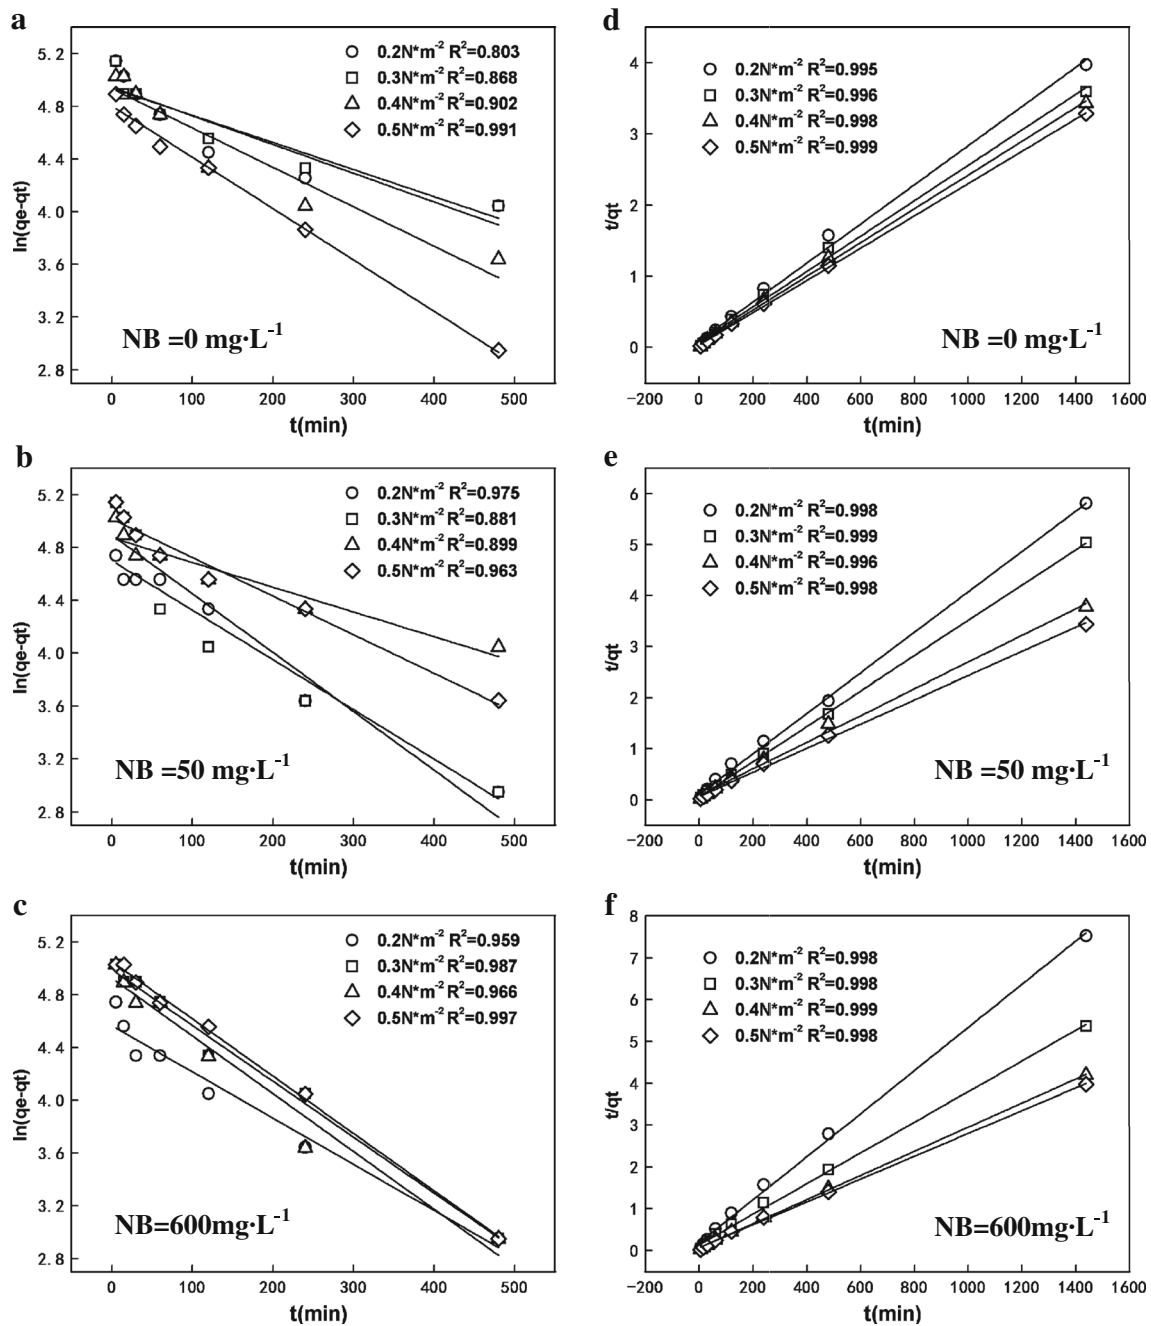 a
5.2
4.8
4.4
4.0
3.6
3.2
2.8
ln(qe-qt)
0.2N*m⁻² R²=0.803
0.3N*m⁻² R²=0.868
0.4N*m⁻² R²=0.902
0.5N*m⁻² R²=0.991
NB =0 mg·L⁻¹
0 100 200 300 400 500
t(min)
d
4
3
2
1
0
t/qt
0.2N*m⁻² R²=0.995
0.3N*m⁻² R²=0.996
0.4N*m⁻² R²=0.998
0.5N*m⁻² R²=0.999
NB =0 mg·L⁻¹
−200 0 200 400 600 800 1000 1200 1400 1600
t(min)
b
5.2
4.8
4.4
4.0
3.6
3.2
2.8
ln(qe-qt)
0.2N*m⁻² R²=0.975
0.3N*m⁻² R²=0.881
0.4N*m⁻² R²=0.899
0.5N*m⁻² R²=0.963
NB =50 mg·L⁻¹
0 100 200 300 400 500
t(min)
e
6
5
4
3
2
1
0
t/qt
0.2N*m⁻² R²=0.998
0.3N*m⁻² R²=0.999
0.4N*m⁻² R²=0.996
0.5N*m⁻² R²=0.998
NB =50 mg·L⁻¹
−200 0 200 400 600 800 1000 1200 1400 1600
t(min)
c
5.2
4.8
4.4
4.0
3.6
3.2
2.8
ln(qe-qt)
0.2N*m⁻² R²=0.959
0.3N*m⁻² R²=0.987
0.4N*m⁻² R²=0.966
0.5N*m⁻² R²=0.997
NB=600mg·L⁻¹
0 100 200 300 400 500
t(min)
f
8
7
6
5
4
3
2
1
0
t/qt
0.2N*m⁻² R²=0.998
0.3N*m⁻² R²=0.998
0.4N*m⁻² R²=0.999
0.5N*m⁻² R²=0.998
NB=600mg·L⁻¹
−200 0 200 400 600 800 1000 1200 1400 1600
t(min)